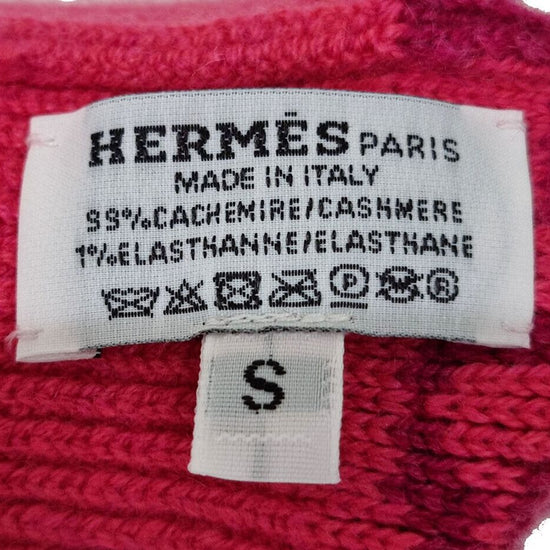 HERMÈS PARIS
MADE IN ITALY
99%CACHEMIRE/CASHMERE
1%ELASTHANNE/ELASTHANE
P W R
S